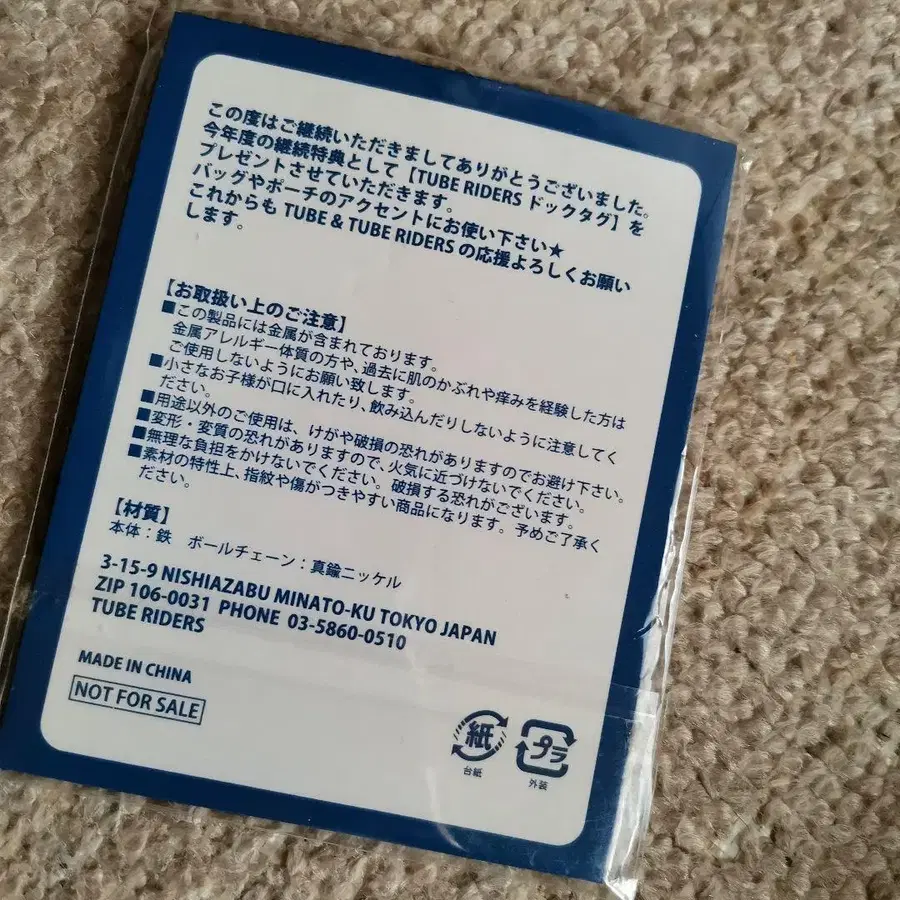 この度はご継続いただきましてありがとうございました。
今年度の継続特典として【TUBE RIDERS ドックタグ】を
プレゼントさせていただきます。
バッグやポーチのアクセントにお使い下さい★
これからも TUBE & TUBE RIDERS の応援よろしくお願い
します。
【お取扱い上のご注意】
■この製品には金属が含まれております。
金属アレルギー体質の方や、過去に肌のかぶれや痒みを経験した方は
ご使用しないようにお願い致します。
■小さなお子様が口に入れたり、飲み込んだりしないように注意してく
ださい。
■用途以外のご使用は、けがや破損の恐れがありますのでお避け下さい。
■変形・変質の恐れがありますので、火気に近づけないでください。
■無理な負担をかけないでください。破損する恐れがございます。
■素材の特性上、指紋や傷がつきやすい商品になります。予めご了承く
ださい。
【材質】
本体：鉄 ボールチェーン：真鍮ニッケル
3-15-9 NISHIAZABU MINATO-KU TOKYO JAPAN
ZIP 106-0031 PHONE 03-5860-0510
TUBE RIDERS
MADE IN CHINA
NOT FOR SALE
紙
台紙
プラ
外装